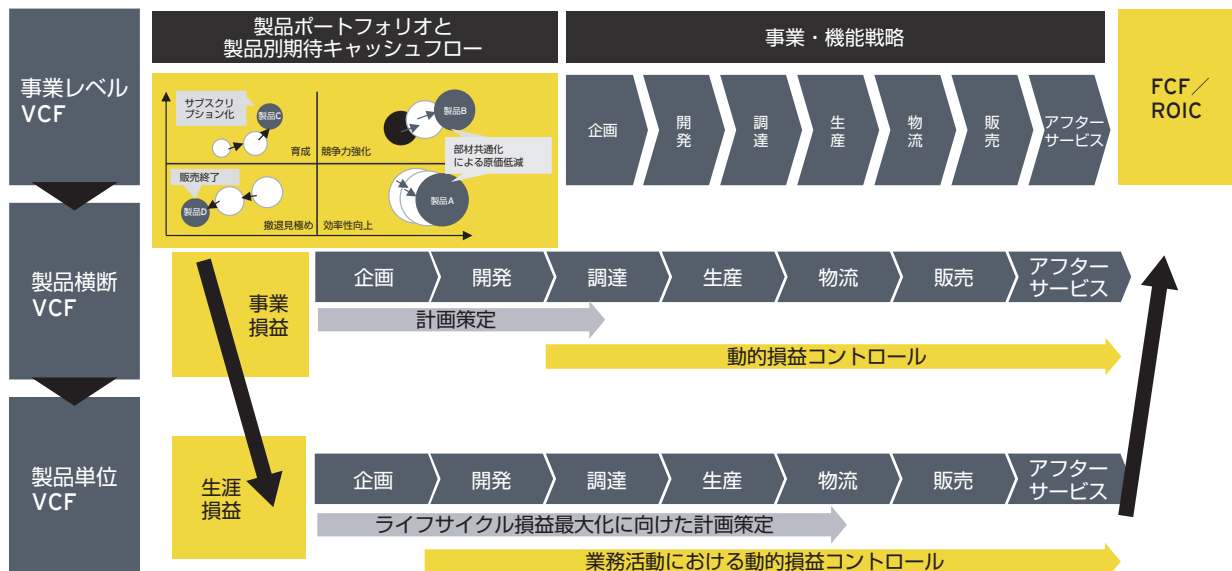 事業レベル
VCF
製品ポートフォリオと
製品別期待キャッシュフロー
サブスクリ
プション化
製品C
製品B
育成
競争力強化
部材共通化
による原価低減
販売終了
製品D
製品A
撤退見極め
効率性向上
事業・機能戦略
企画
開発
調達
生産
物流
販売
アフター
サービス
FCF／
ROIC
製品横断
VCF
事業
損益
企画
開発
調達
生産
物流
販売
アフター
サービス
計画策定
動的損益コントロール
製品単位
VCF
生涯
損益
企画
開発
調達
生産
物流
販売
アフター
サービス
ライフサイクル損益最大化に向けた計画策定
業務活動における動的損益コントロール